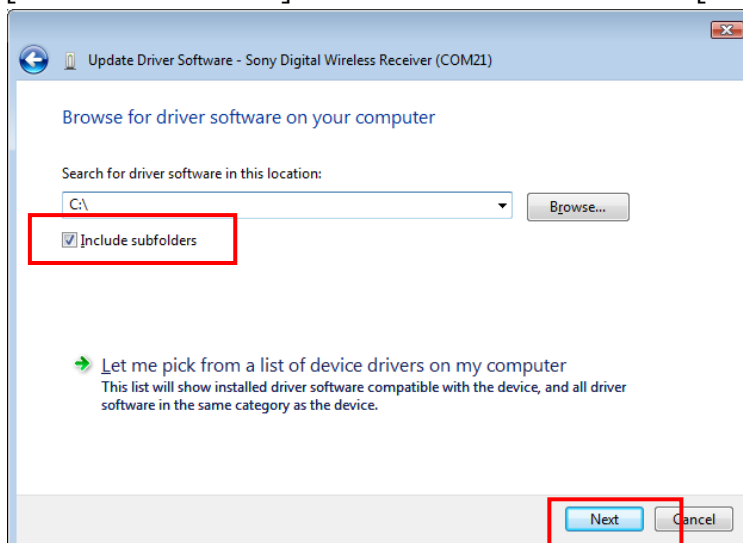 Update Driver Software - Sony Digital Wireless Receiver (COM21)
Browse for driver software on your computer
Search for driver software in this location:
C:\
Browse...
Include subfolders
Let me pick from a list of device drivers on my computer
This list will show installed driver software compatible with the device, and all driver
software in the same category as the device.
Next
Cancel